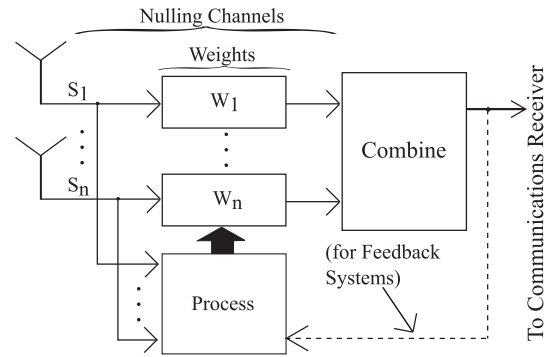 Nulling Channels
Weights
S1
W1
Combine
Sn
Wn
(for Feedback
Systems)
Process
To Communications Receiver